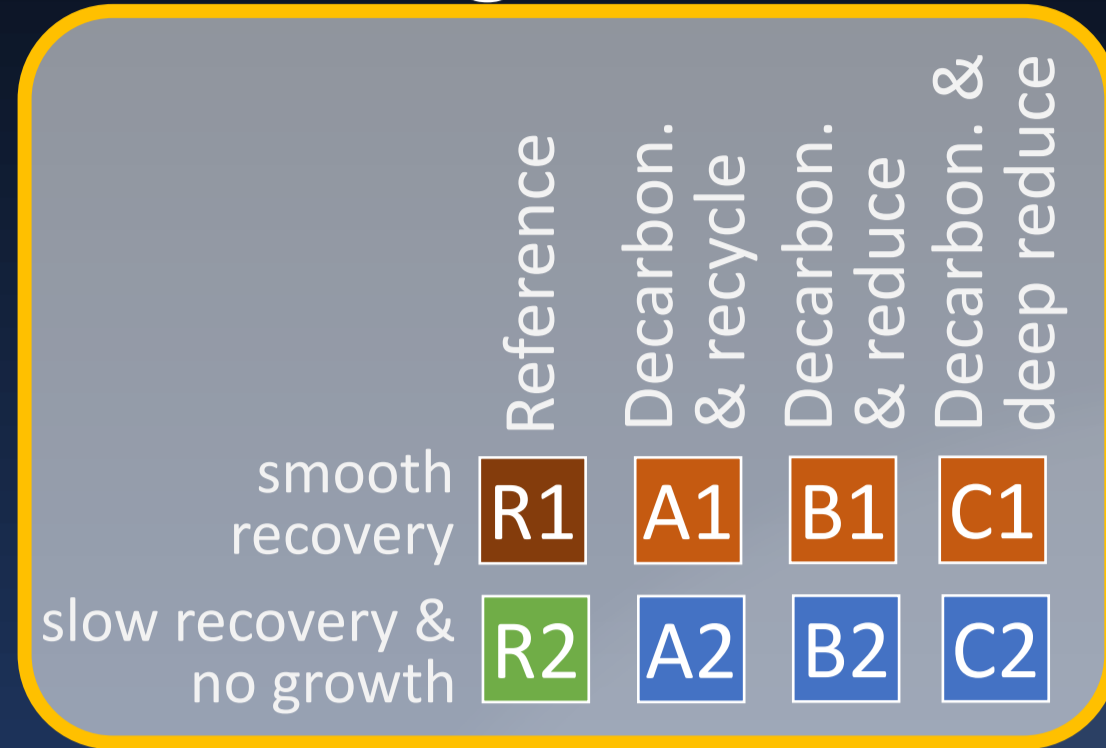 Reference
Decarbon.
& recycle
Decarbon.
& reduce
Decarbon. &
deep reduce
smooth
recovery
R1 A1 B1 C1
slow recovery &
no growth
R2 A2 B2 C2